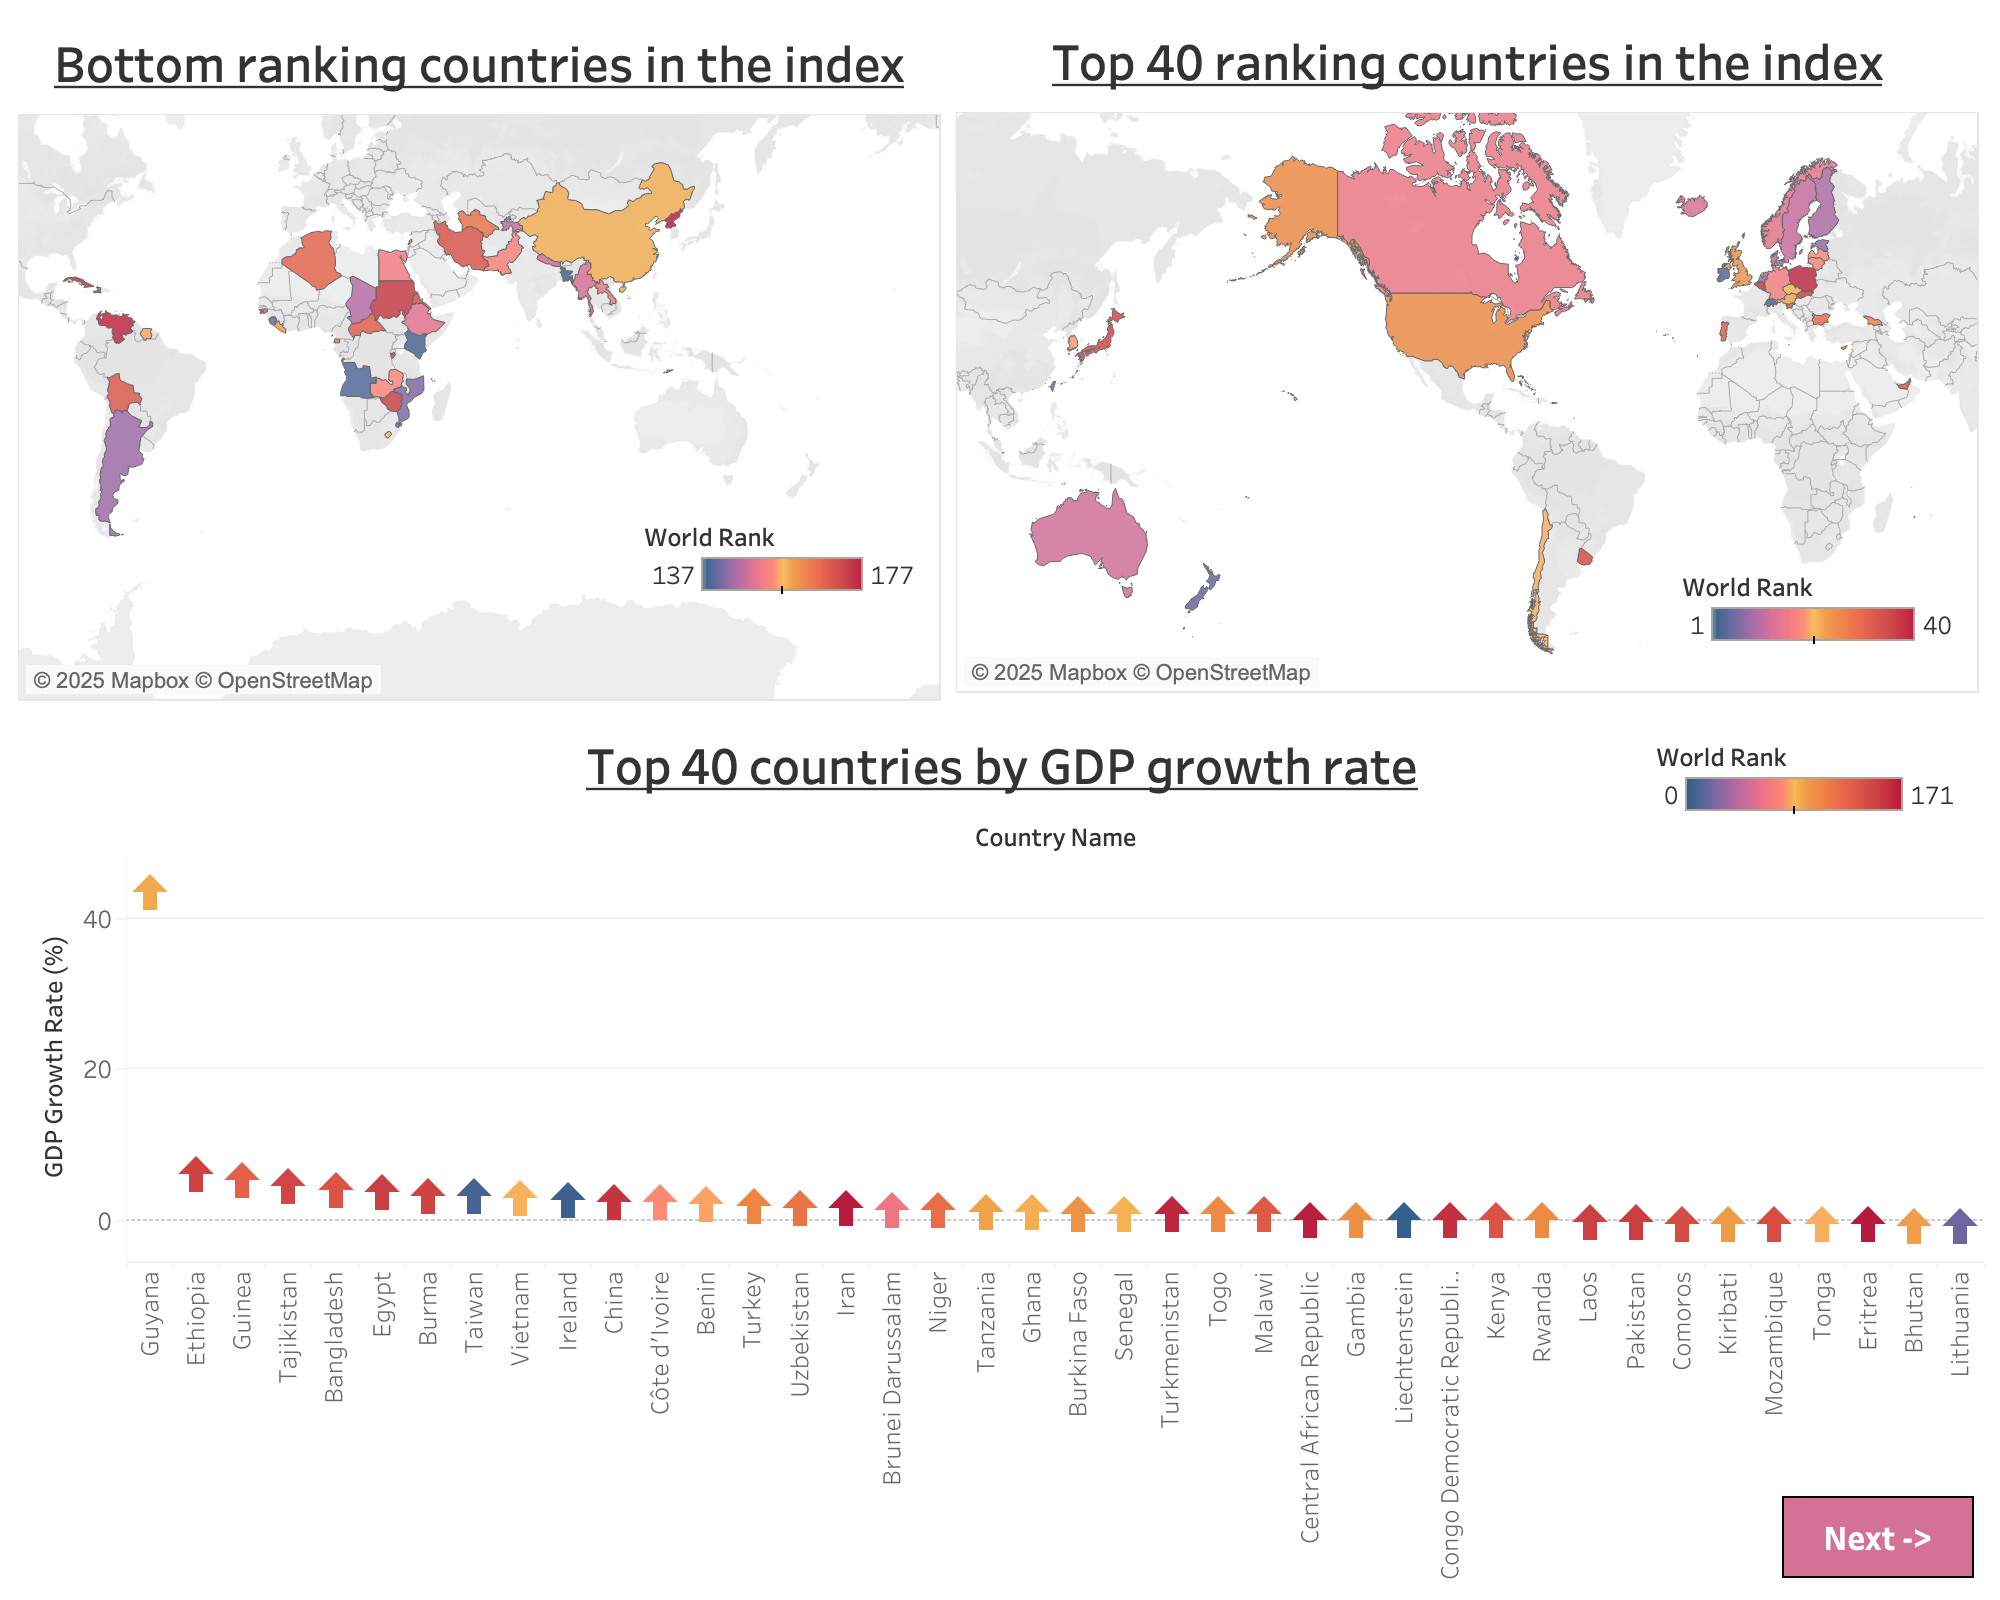 Bottom ranking countries in the index
Top 40 ranking countries in the index
World Rank
137
177
© 2025 Mapbox © OpenStreetMap
World Rank
1
40
© 2025 Mapbox © OpenStreetMap
Top 40 countries by GDP growth rate
World Rank
0
171
Country Name
GDP Growth Rate (%)
40
20
0
Guyana
Ethiopia
Guinea
Tajikistan
Bangladesh
Egypt
Burma
Taiwan
Vietnam
Ireland
China
Côte d'Ivoire
Benin
Turkey
Uzbekistan
Iran
Brunei Darussalam
Niger
Tanzania
Ghana
Burkina Faso
Senegal
Turkmenistan
Togo
Malawi
Central African Republic
Gambia
Liechtenstein
Congo Democratic Republi..
Kenya
Rwanda
Laos
Pakistan
Comoros
Kiribati
Mozambique
Tonga
Eritrea
Bhutan
Lithuania
Next ->